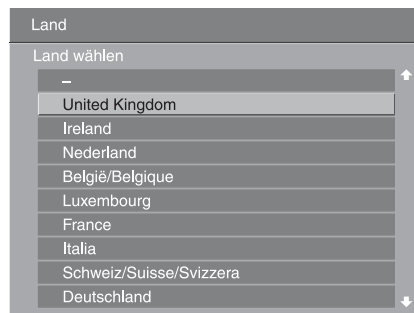 Land
Land wählen
–
United Kingdom
Ireland
Nederland
België/Belgique
Luxembourg
France
Italia
Schweiz/Suisse/Svizzera
Deutschland